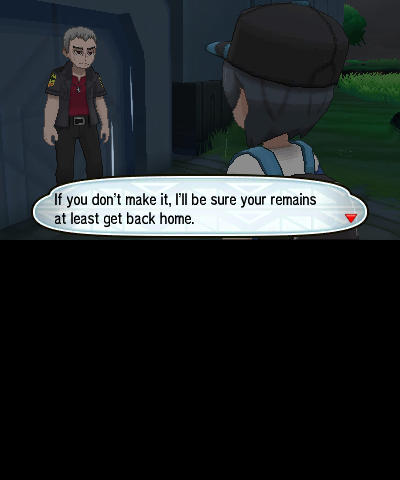 If you don't make it, I'll be sure your remains
at least get back home.